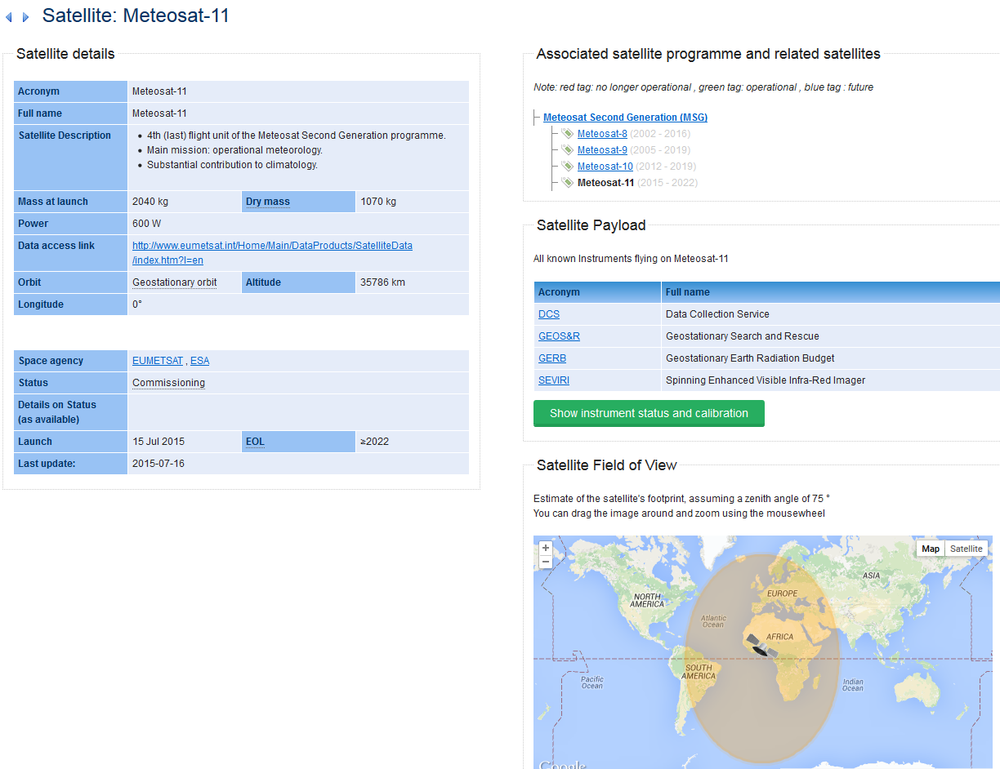 Satellite: Meteosat-11
Satellite details
Acronym Meteosat-11
Full name Meteosat-11
Satellite Description • 4th (last) flight unit of the Meteosat Second Generation programme.
• Main mission: operational meteorology.
• Substantial contribution to climatology.
Mass at launch 2040 kg Dry mass 1070 kg
Power 600 W
Data access link http://www.eumetsat.int/Home/Main/DataProducts/SatelliteData
/index.htm?l=en
Orbit Geostationary orbit Altitude 35786 km
Longitude 0°
Space agency EUMETSAT , ESA
Status Commissioning
Details on Status
(as available)
Launch 15 Jul 2015 EOL ≥2022
Last update: 2015-07-16
Associated satellite programme and related satellites
Note: red tag: no longer operational , green tag: operational , blue tag : future
Meteosat Second Generation (MSG)
Meteosat-8 (2002 - 2016)
Meteosat-9 (2005 - 2019)
Meteosat-10 (2012 - 2019)
Meteosat-11 (2015 - 2022)
Satellite Payload
All known Instruments flying on Meteosat-11
Acronym Full name
DCS Data Collection Service
GEOS&R Geostationary Search and Rescue
GERB Geostationary Earth Radiation Budget
SEVIRI Spinning Enhanced Visible Infra-Red Imager
Show instrument status and calibration
Satellite Field of View
Estimate of the satellite's footprint, assuming a zenith angle of 75 °
You can drag the image around and zoom using the mousewheel
+
−
Map Satellite
ASIA
EUROPE
NORTH
AMERICA
Atlantic
Ocean
AFRICA
SOUTH
AMERICA
Pacific
Ocean
Indian
Ocean
Google